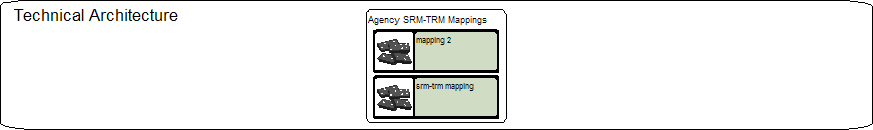 Technical Architecture
Agency SRM-TRM Mappings
mapping 2
srm-trm mapping